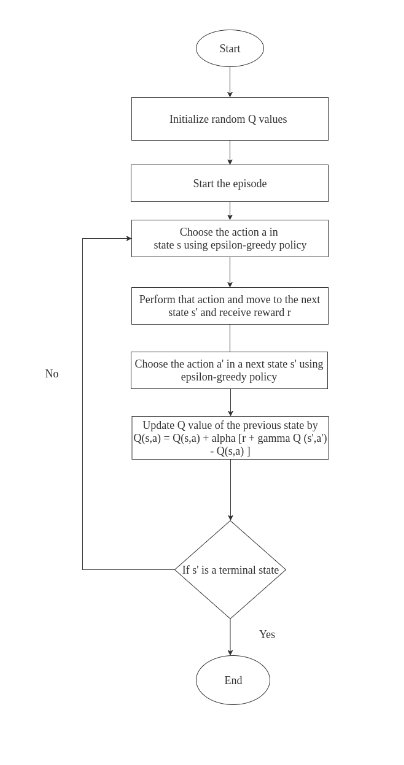 Start
Initialize random Q values
Start the episode
Choose the action a in
state s using epsilon-greedy policy
Perform that action and move to the next
state s' and receive reward r
No
Choose the action a' in a next state s' using
epsilon-greedy policy
Update Q value of the previous state by
Q(s,a) = Q(s,a) + alpha [r + gamma Q (s',a')
- Q(s,a) ]
If s' is a terminal state
Yes
End